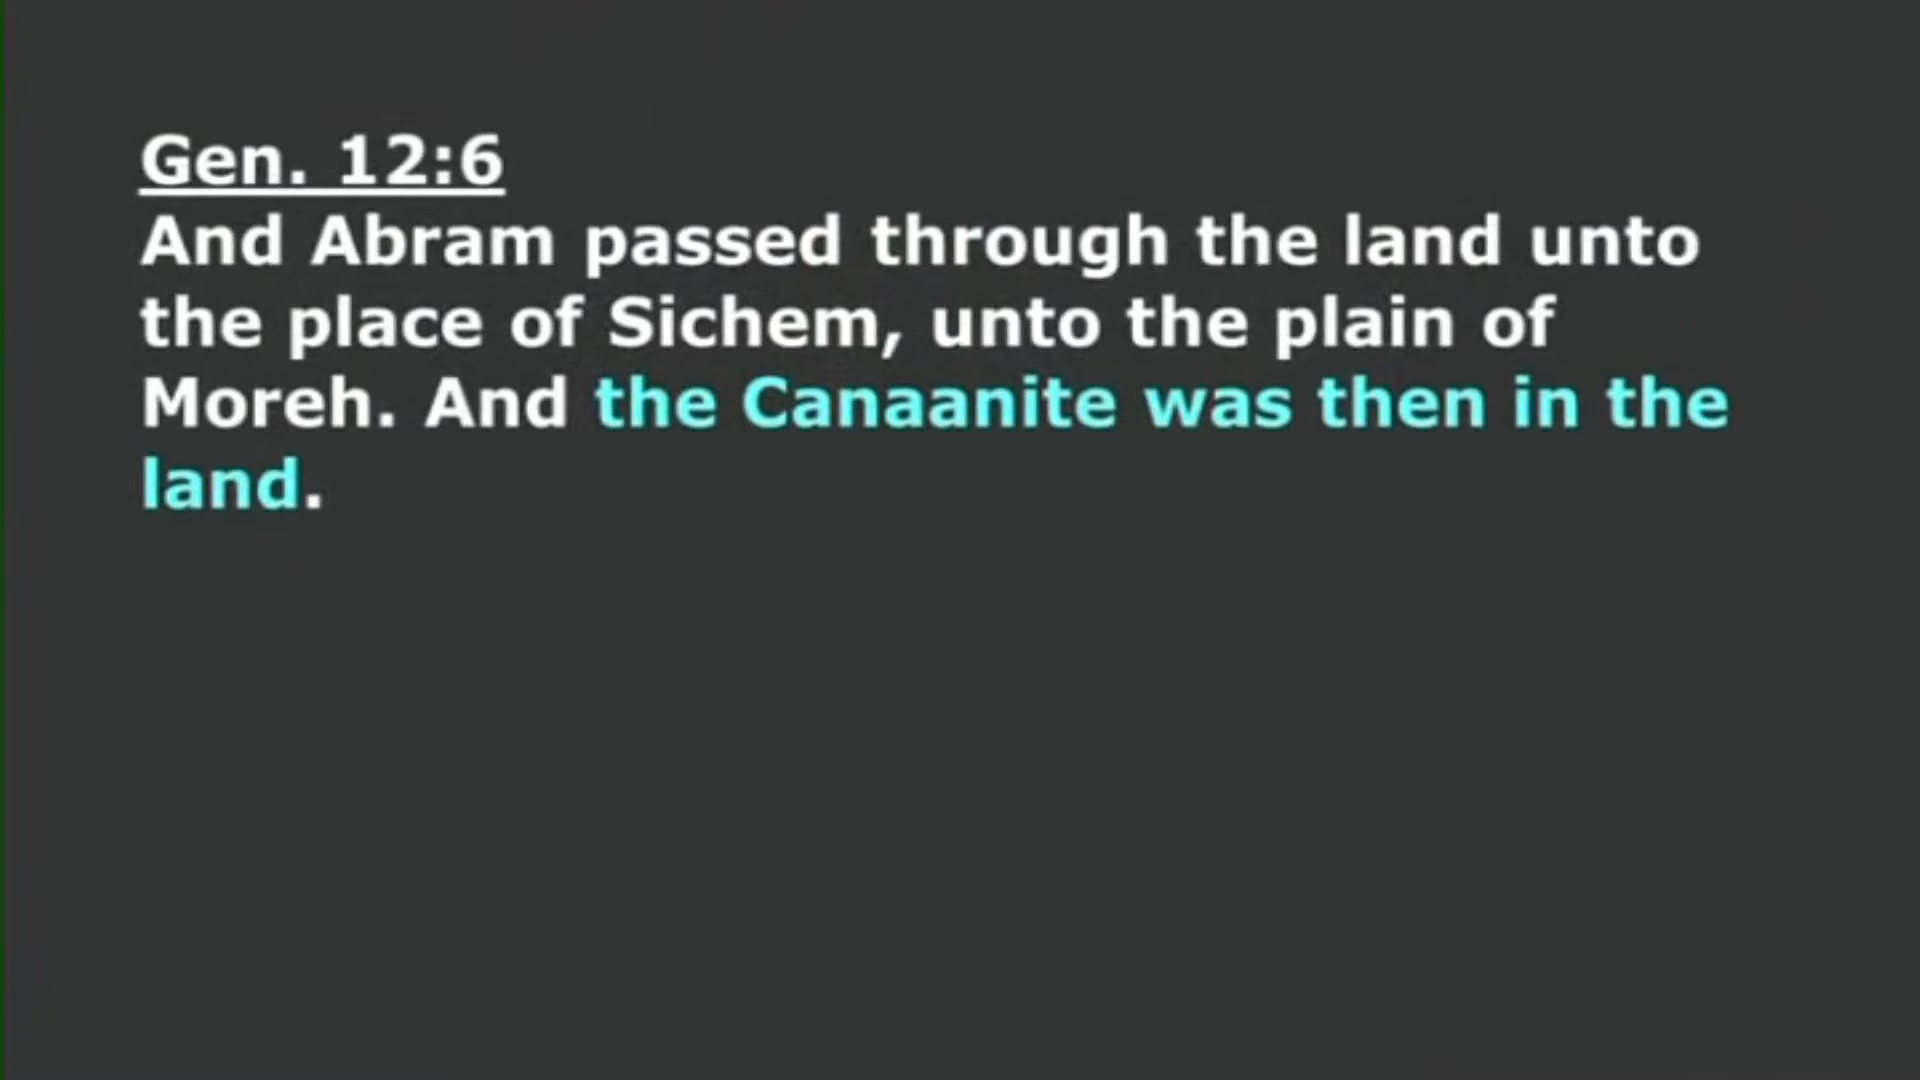 Gen. 12:6
And Abram passed through the land unto
the place of Sichem, unto the plain of
Moreh. And the Canaanite was then in the
land.